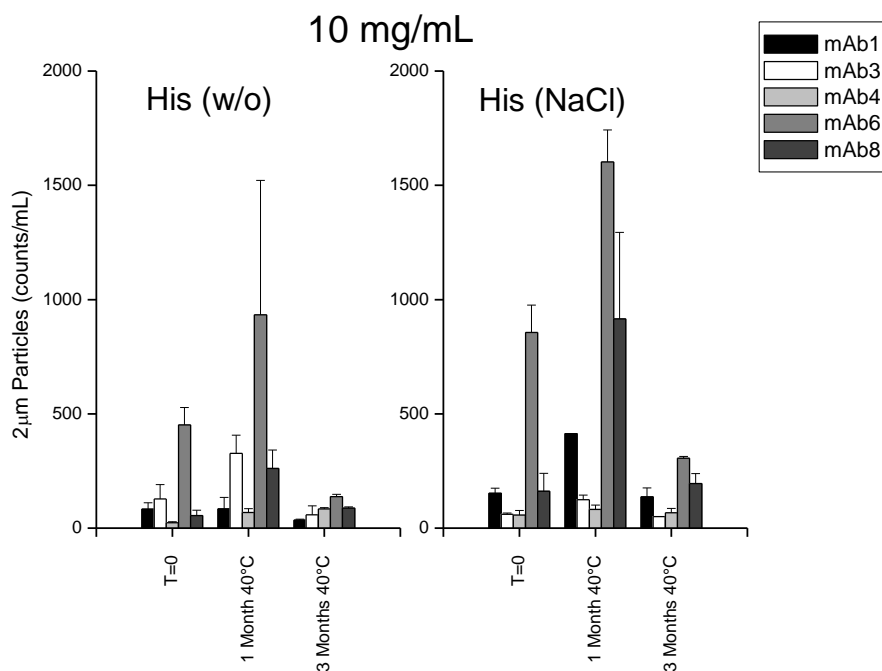 10 mg/mL
His (w/o)
His (NaCl)
mAb1
mAb3
mAb4
mAb6
mAb8
2μm Particles (counts/mL)
2000
1500
1000
500
0
T=0
1 Month 40°C
3 Months 40°C
2000
1500
1000
500
0
T=0
1 Month 40°C
3 Months 40°C